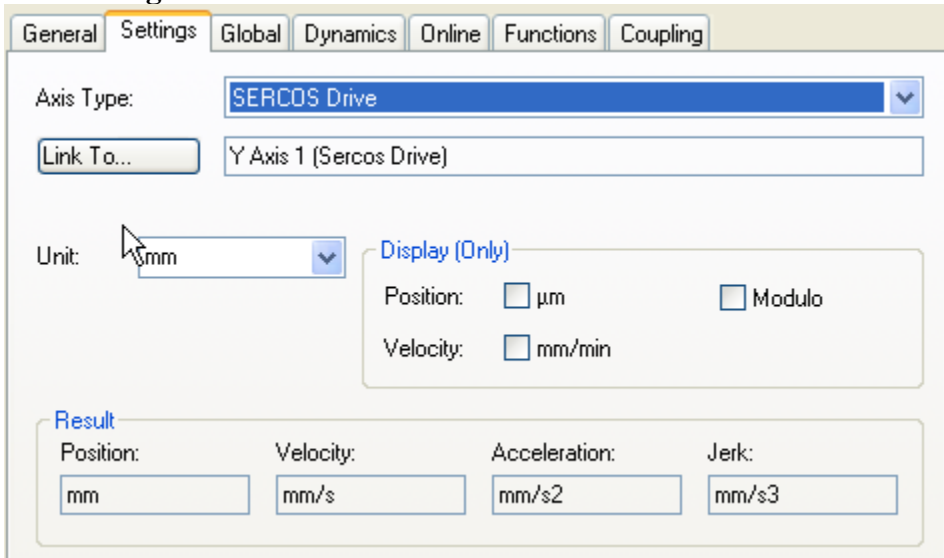 General Settings Global Dynamics Online Functions Coupling
Axis Type: SERCOS Drive
Link To... Y Axis 1 (Sercos Drive)
Unit: mm
Display (Only)
Position: µm Modulo
Velocity: mm/min
Result
Position: Velocity: Acceleration: Jerk:
mm mm/s mm/s2 mm/s3